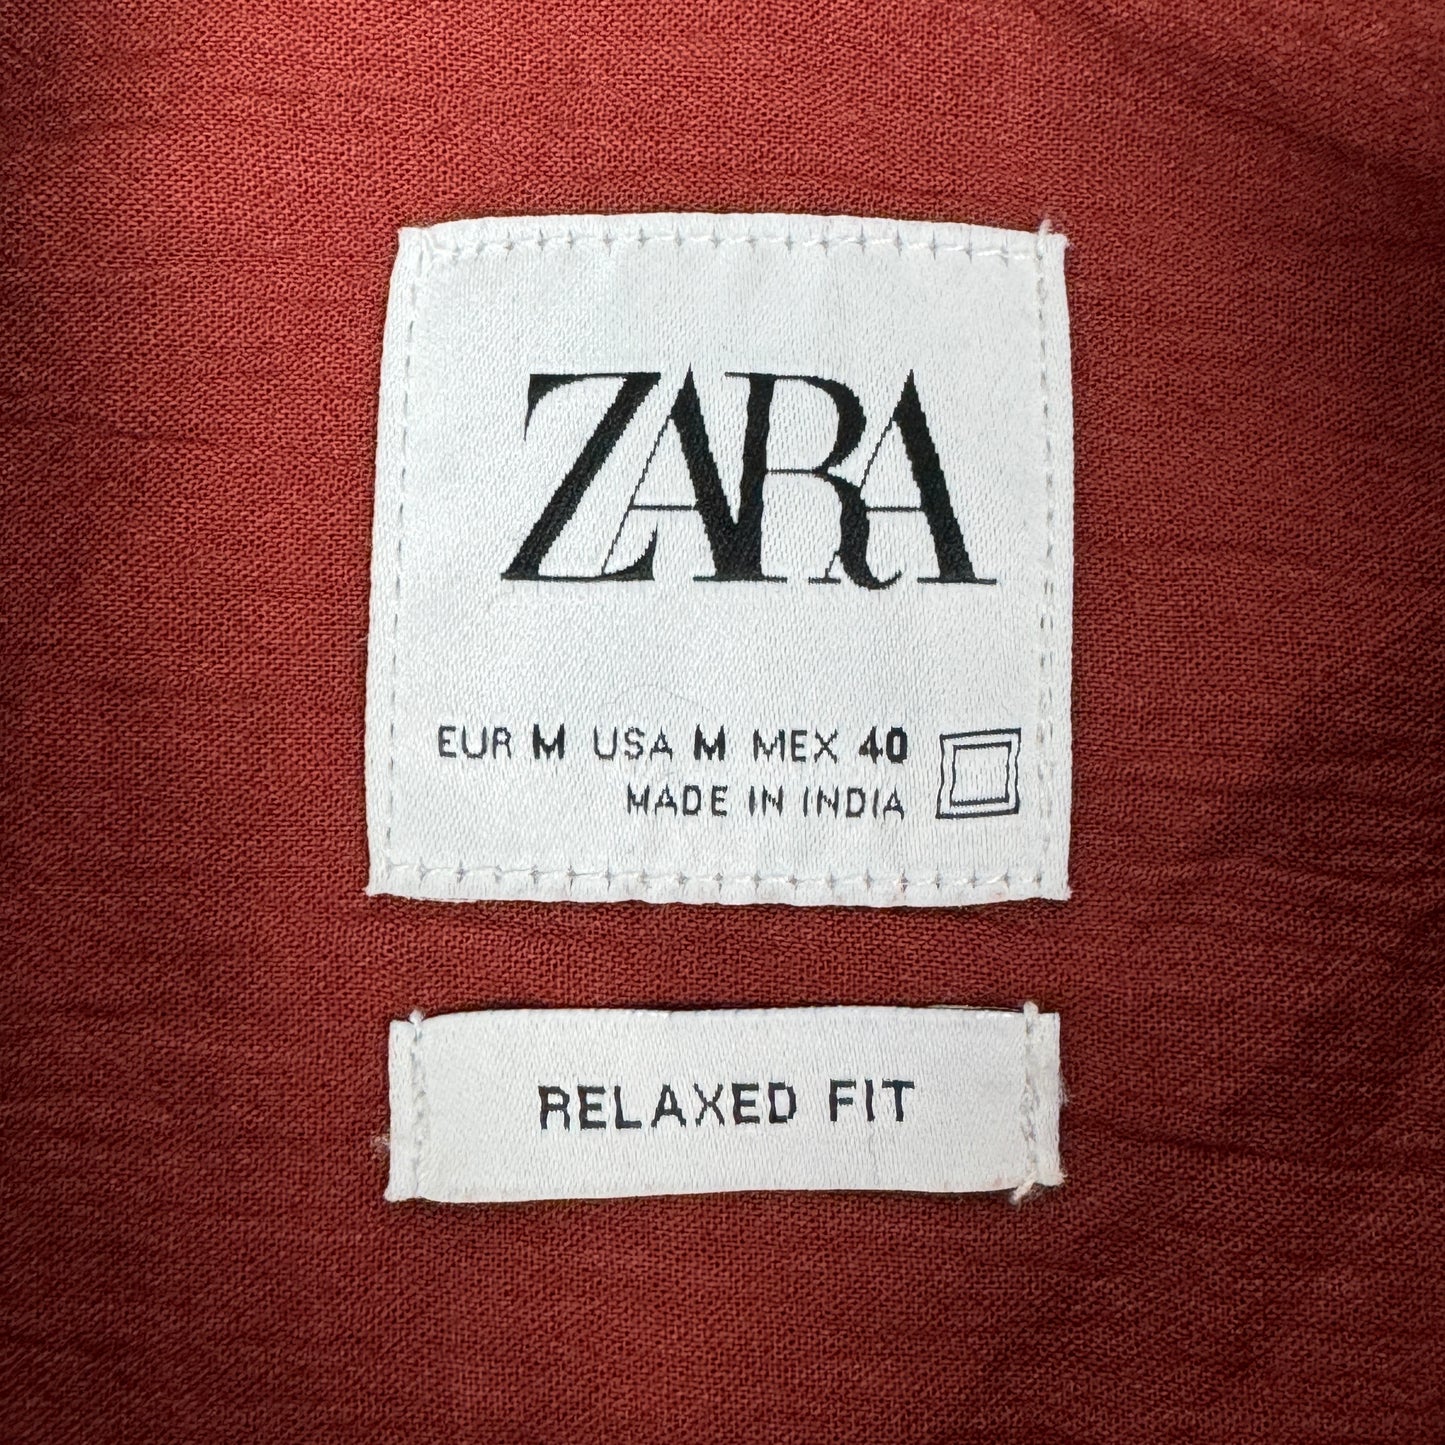 ZARA
EUR M USA M MEX 40
MADE IN INDIA
RELAXED FIT